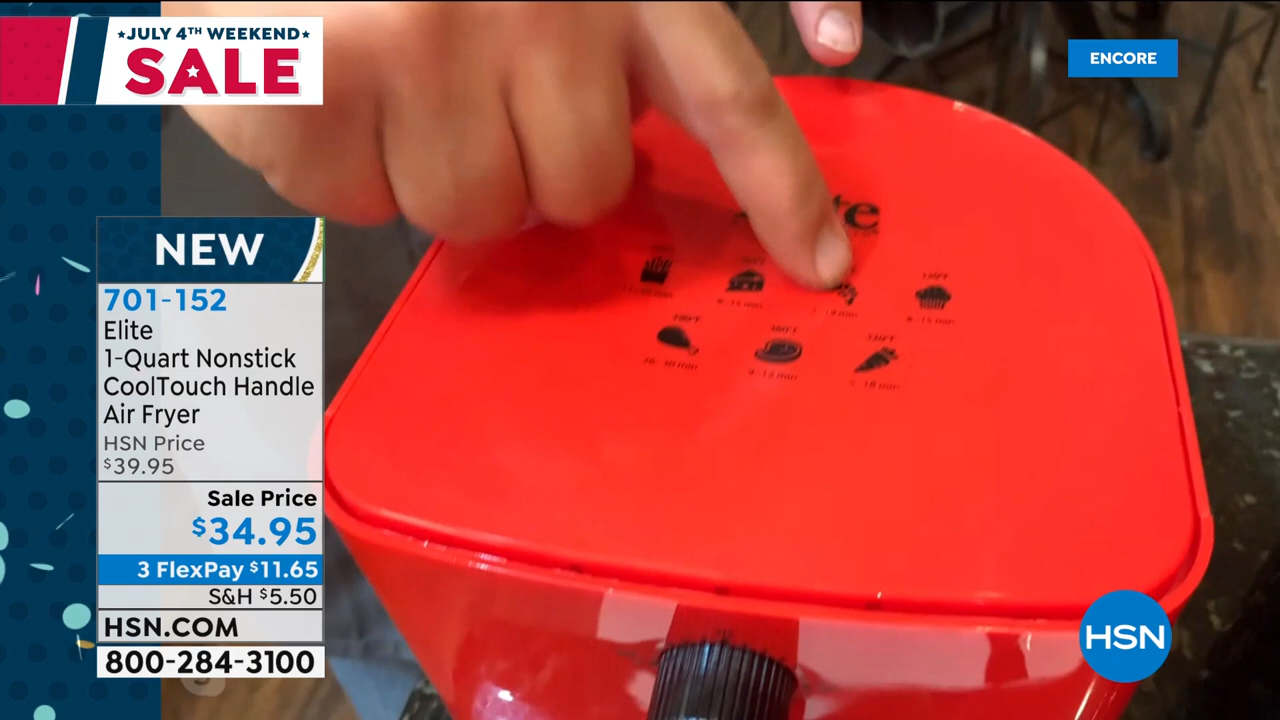 ★JULY 4TH WEEKEND★
SALE
ENCORE
NEW
701-152
Elite
1-Quart Nonstick
CoolTouch Handle
Air Fryer
HSN Price
$39.95
Sale Price
$34.95
3 FlexPay $11.65
S&H $5.50
HSN.COM
800-284-3100
HSN